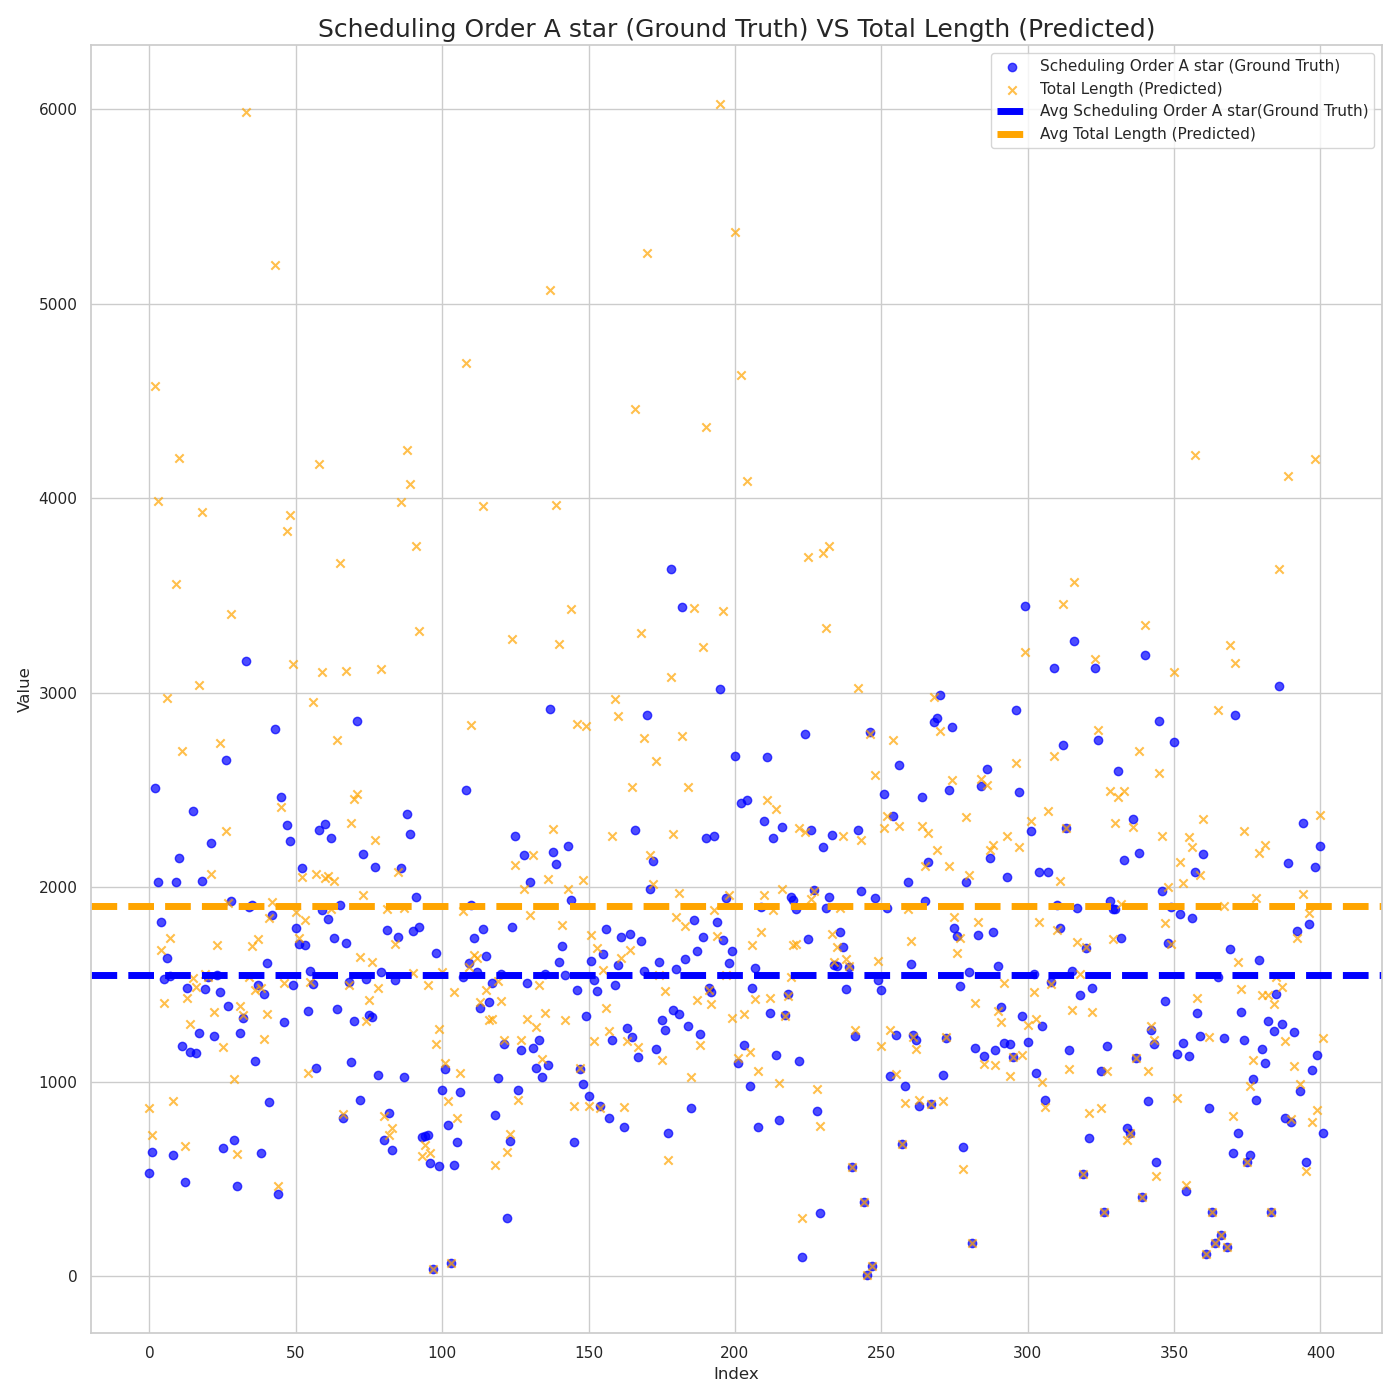 Scheduling Order A star (Ground Truth) VS Total Length (Predicted)
Scheduling Order A star (Ground Truth)
Total Length (Predicted)
Avg Scheduling Order A star(Ground Truth)
Avg Total Length (Predicted)
6000
5000
4000
3000
2000
1000
0
Value
0 50 100 150 200 250 300 350 400
Index